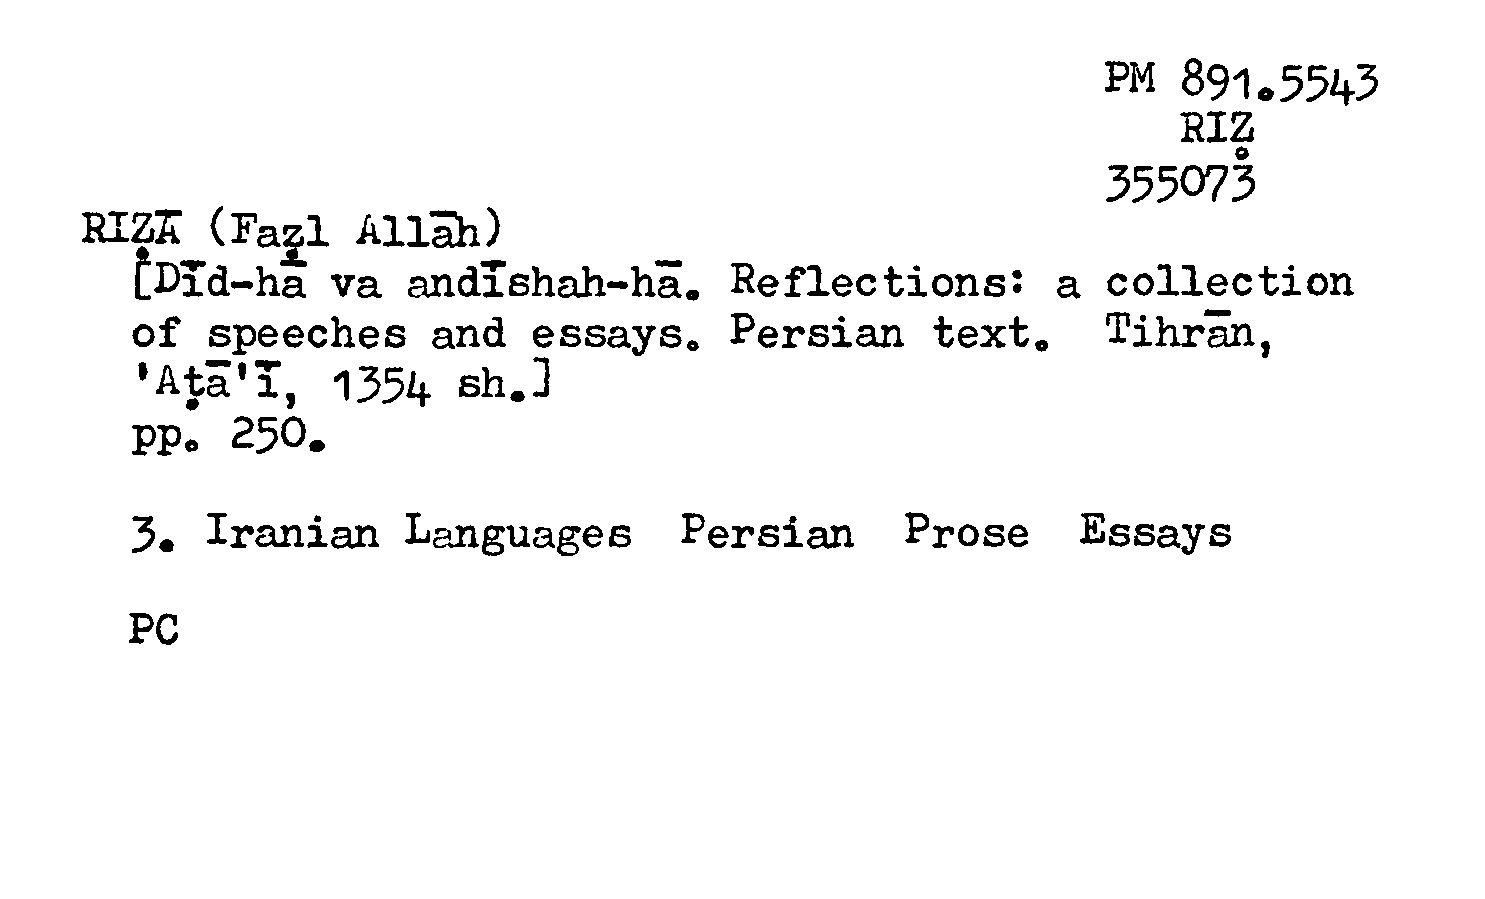 PM 891.5543
RIẒ
355073
RIẒĀ (Faẓl Allāh)
[Dīd-hā va andīshah-hā. Reflections: a collection
of speeches and essays. Persian text. Tihrān,
'Aṭā'ī, 1354 sh.]
pp. 250.
3. Iranian Languages Persian Prose Essays
PC